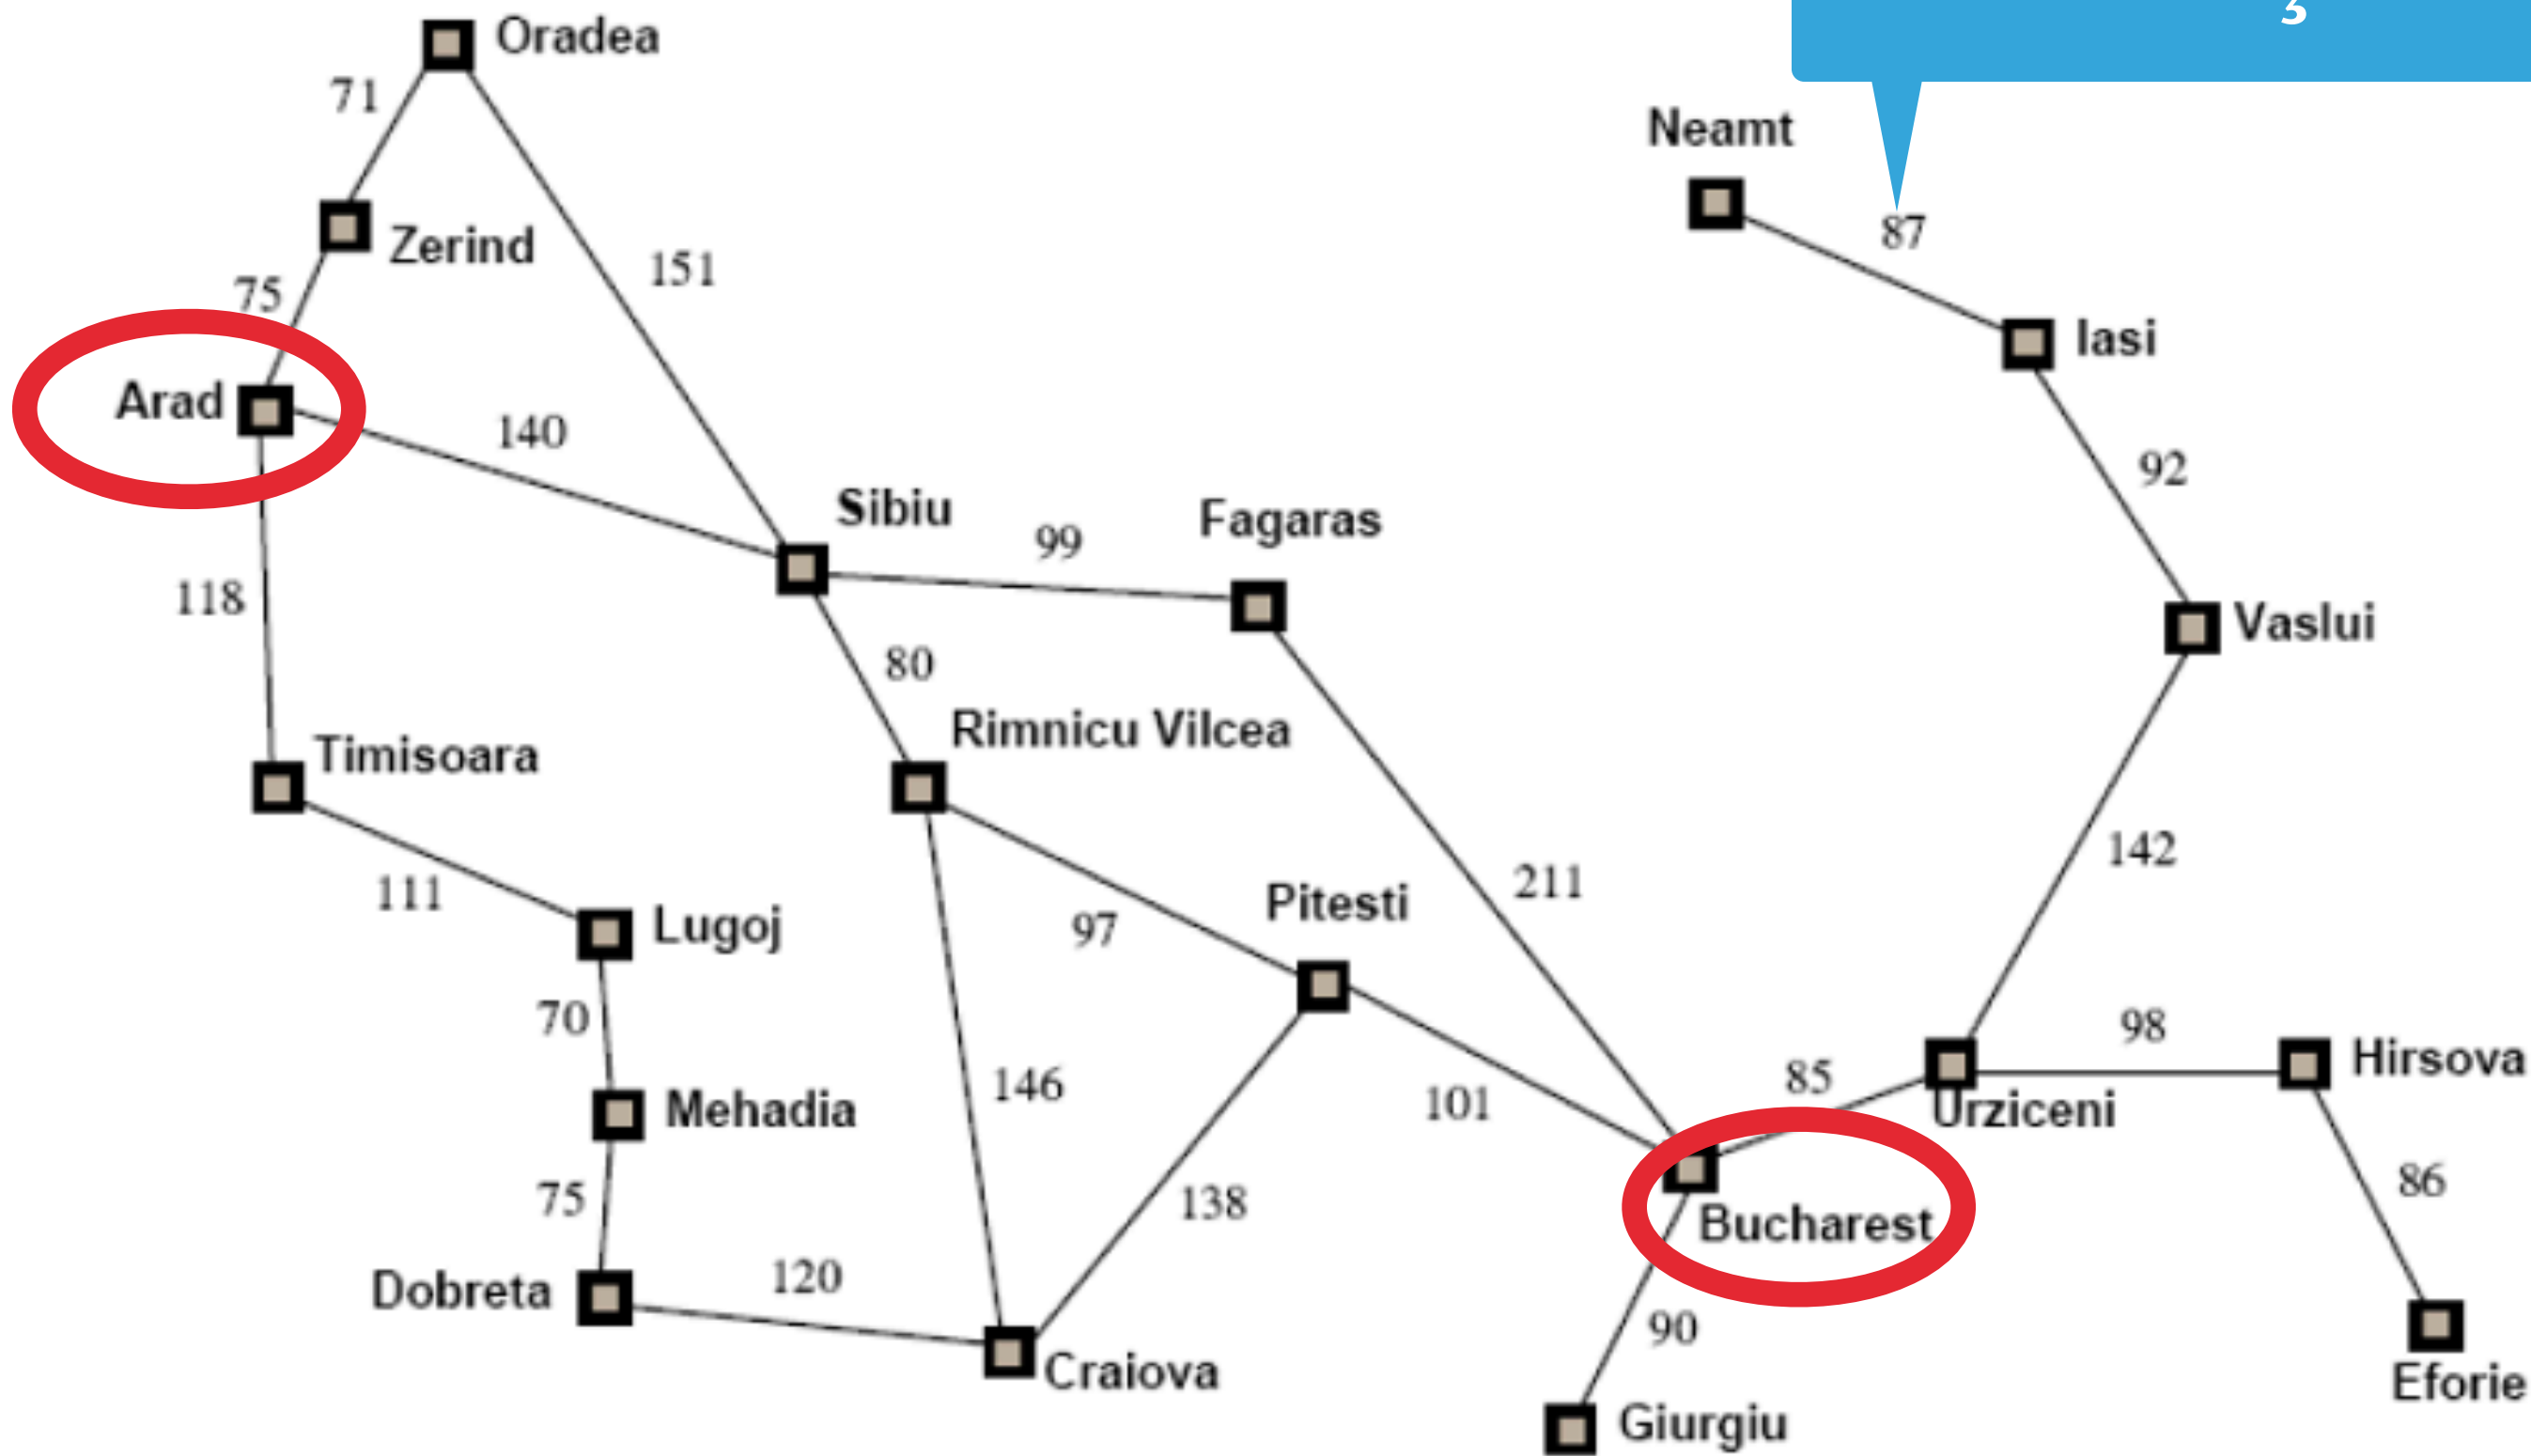 Oradea
71
Neamt
87
Zerind
151
75
Iasi
Arad
140
92
Sibiu
Fagaras
99
118
Vaslui
80
Rimnicu Vilcea
Timisoara
142
211
111
Pitesti
Lugoj
97
70
98
Hirsova
146
85
101
Mehadia
Urziceni
86
75
138
Bucharest
Dobreta
120
90
Craiova
Eforie
Giurgiu